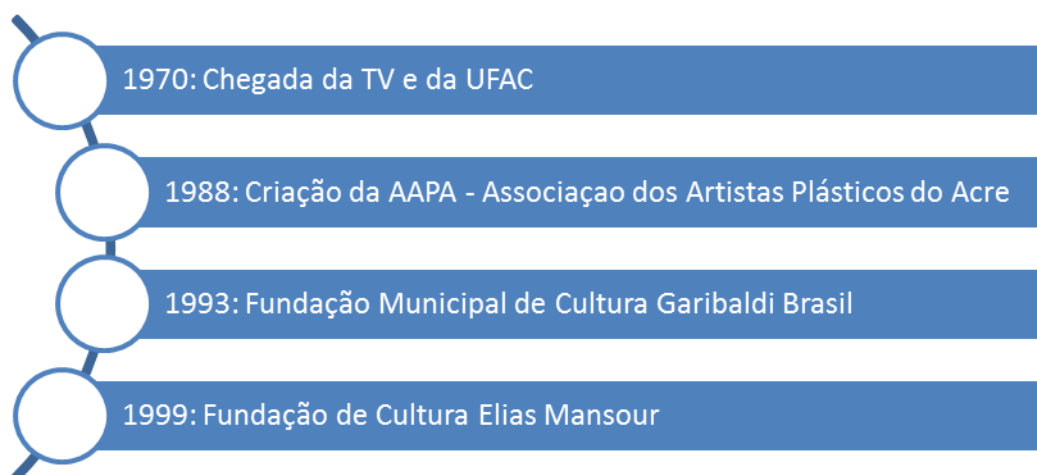 1970: Chegada da TV e da UFAC
1988: Criação da AAPA - Associaçao dos Artistas Plásticos do Acre
1993: Fundação Municipal de Cultura Garibaldi Brasil
1999: Fundação de Cultura Elias Mansour